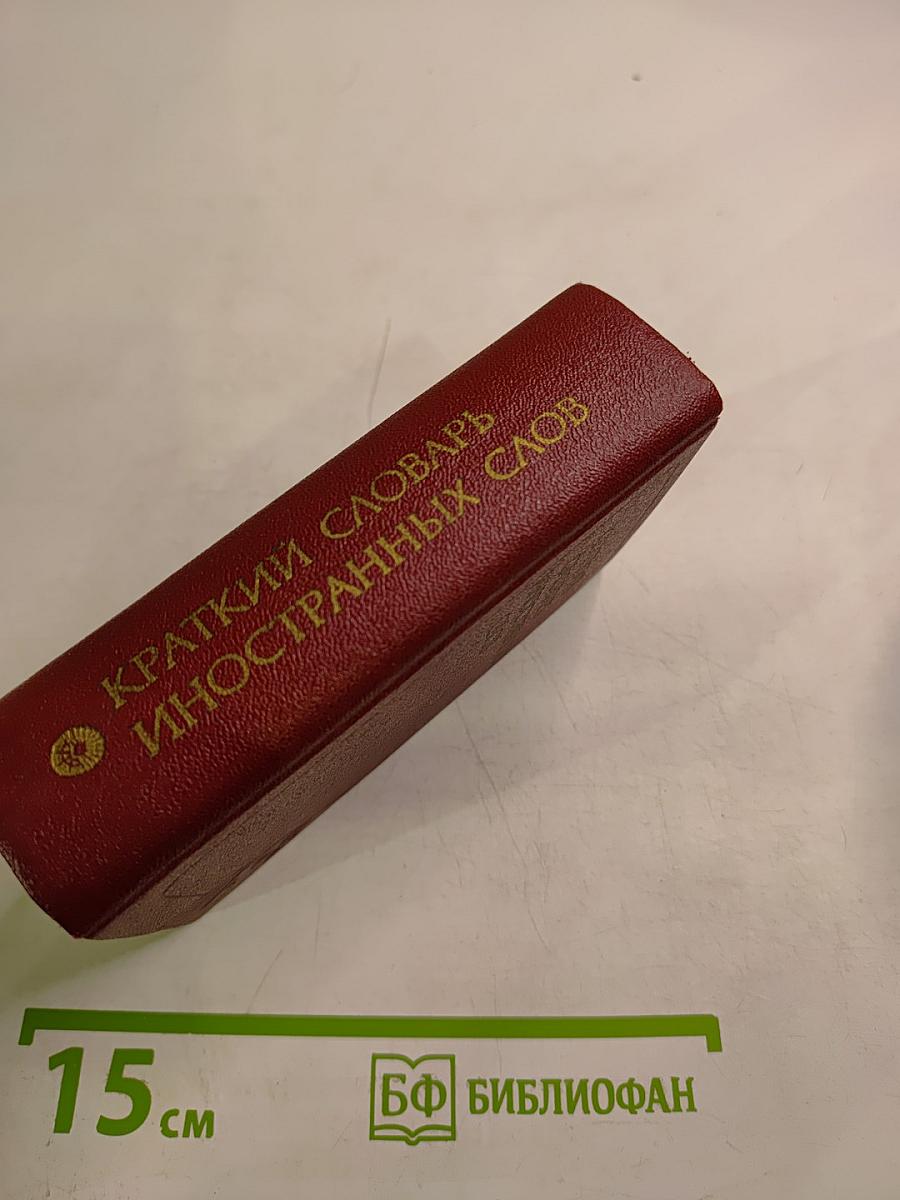 КРАТКИЙ СЛОВАРЬ
ИНОСТРАННЫХ СЛОВ
15 см
БФ БИБЛИОФАН